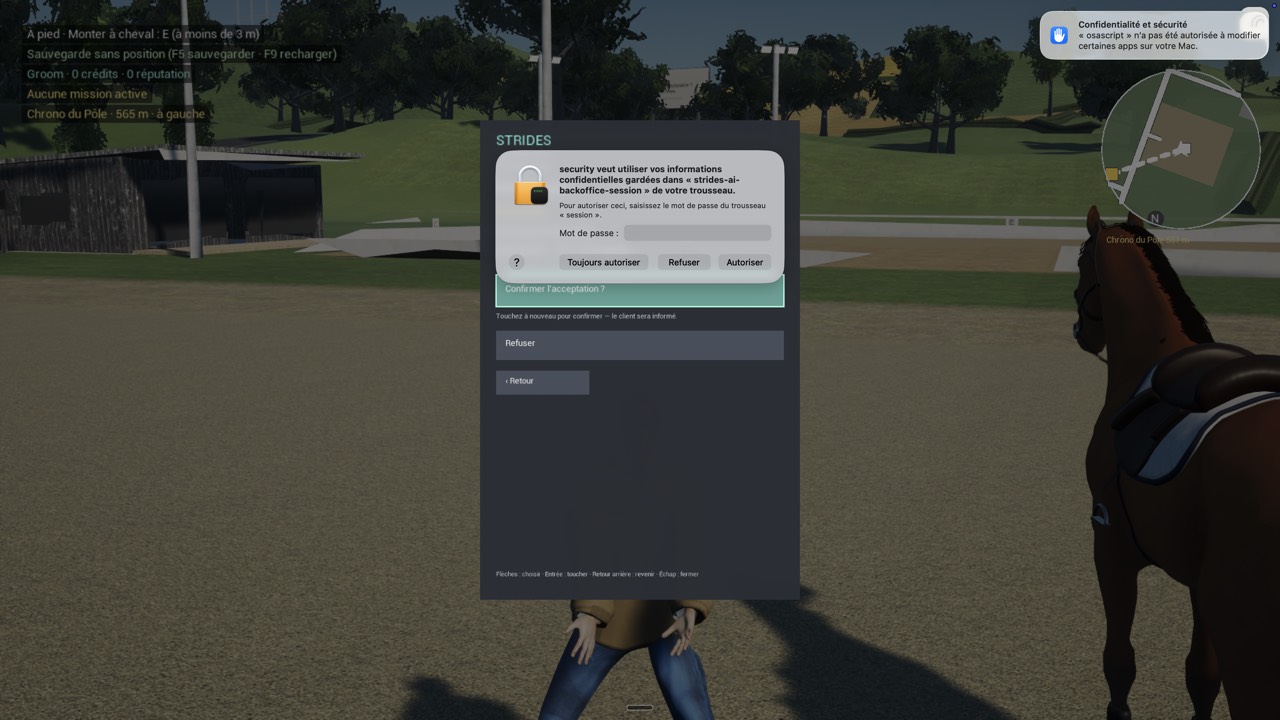 À pied · Monter à cheval : E (à moins de 3 m)
Sauvegarde sans position (F5 sauvegarder · F9 recharger)
Groom · 0 crédits · 0 réputation
Aucune mission active
Chrono du Pôle · 565 m · à gauche
Confidentialité et sécurité
« osascript » n'a pas été autorisée à modifier
certaines apps sur votre Mac.
N
Chrono du Pôle
STRIDES
security veut utiliser vos informations
confidentielles gardées dans « strides-ai-
backoffice-session » de votre trousseau.
Pour autoriser ceci, saisissez le mot de passe du trousseau
« session ».
Mot de passe :
? Toujours autoriser Refuser Autoriser
Confirmer l'acceptation ?
Touchez à nouveau pour confirmer — le client sera informé.
Refuser
‹ Retour
Flèches : choisir · Entrée : toucher · Retour arrière : revenir · Échap : fermer